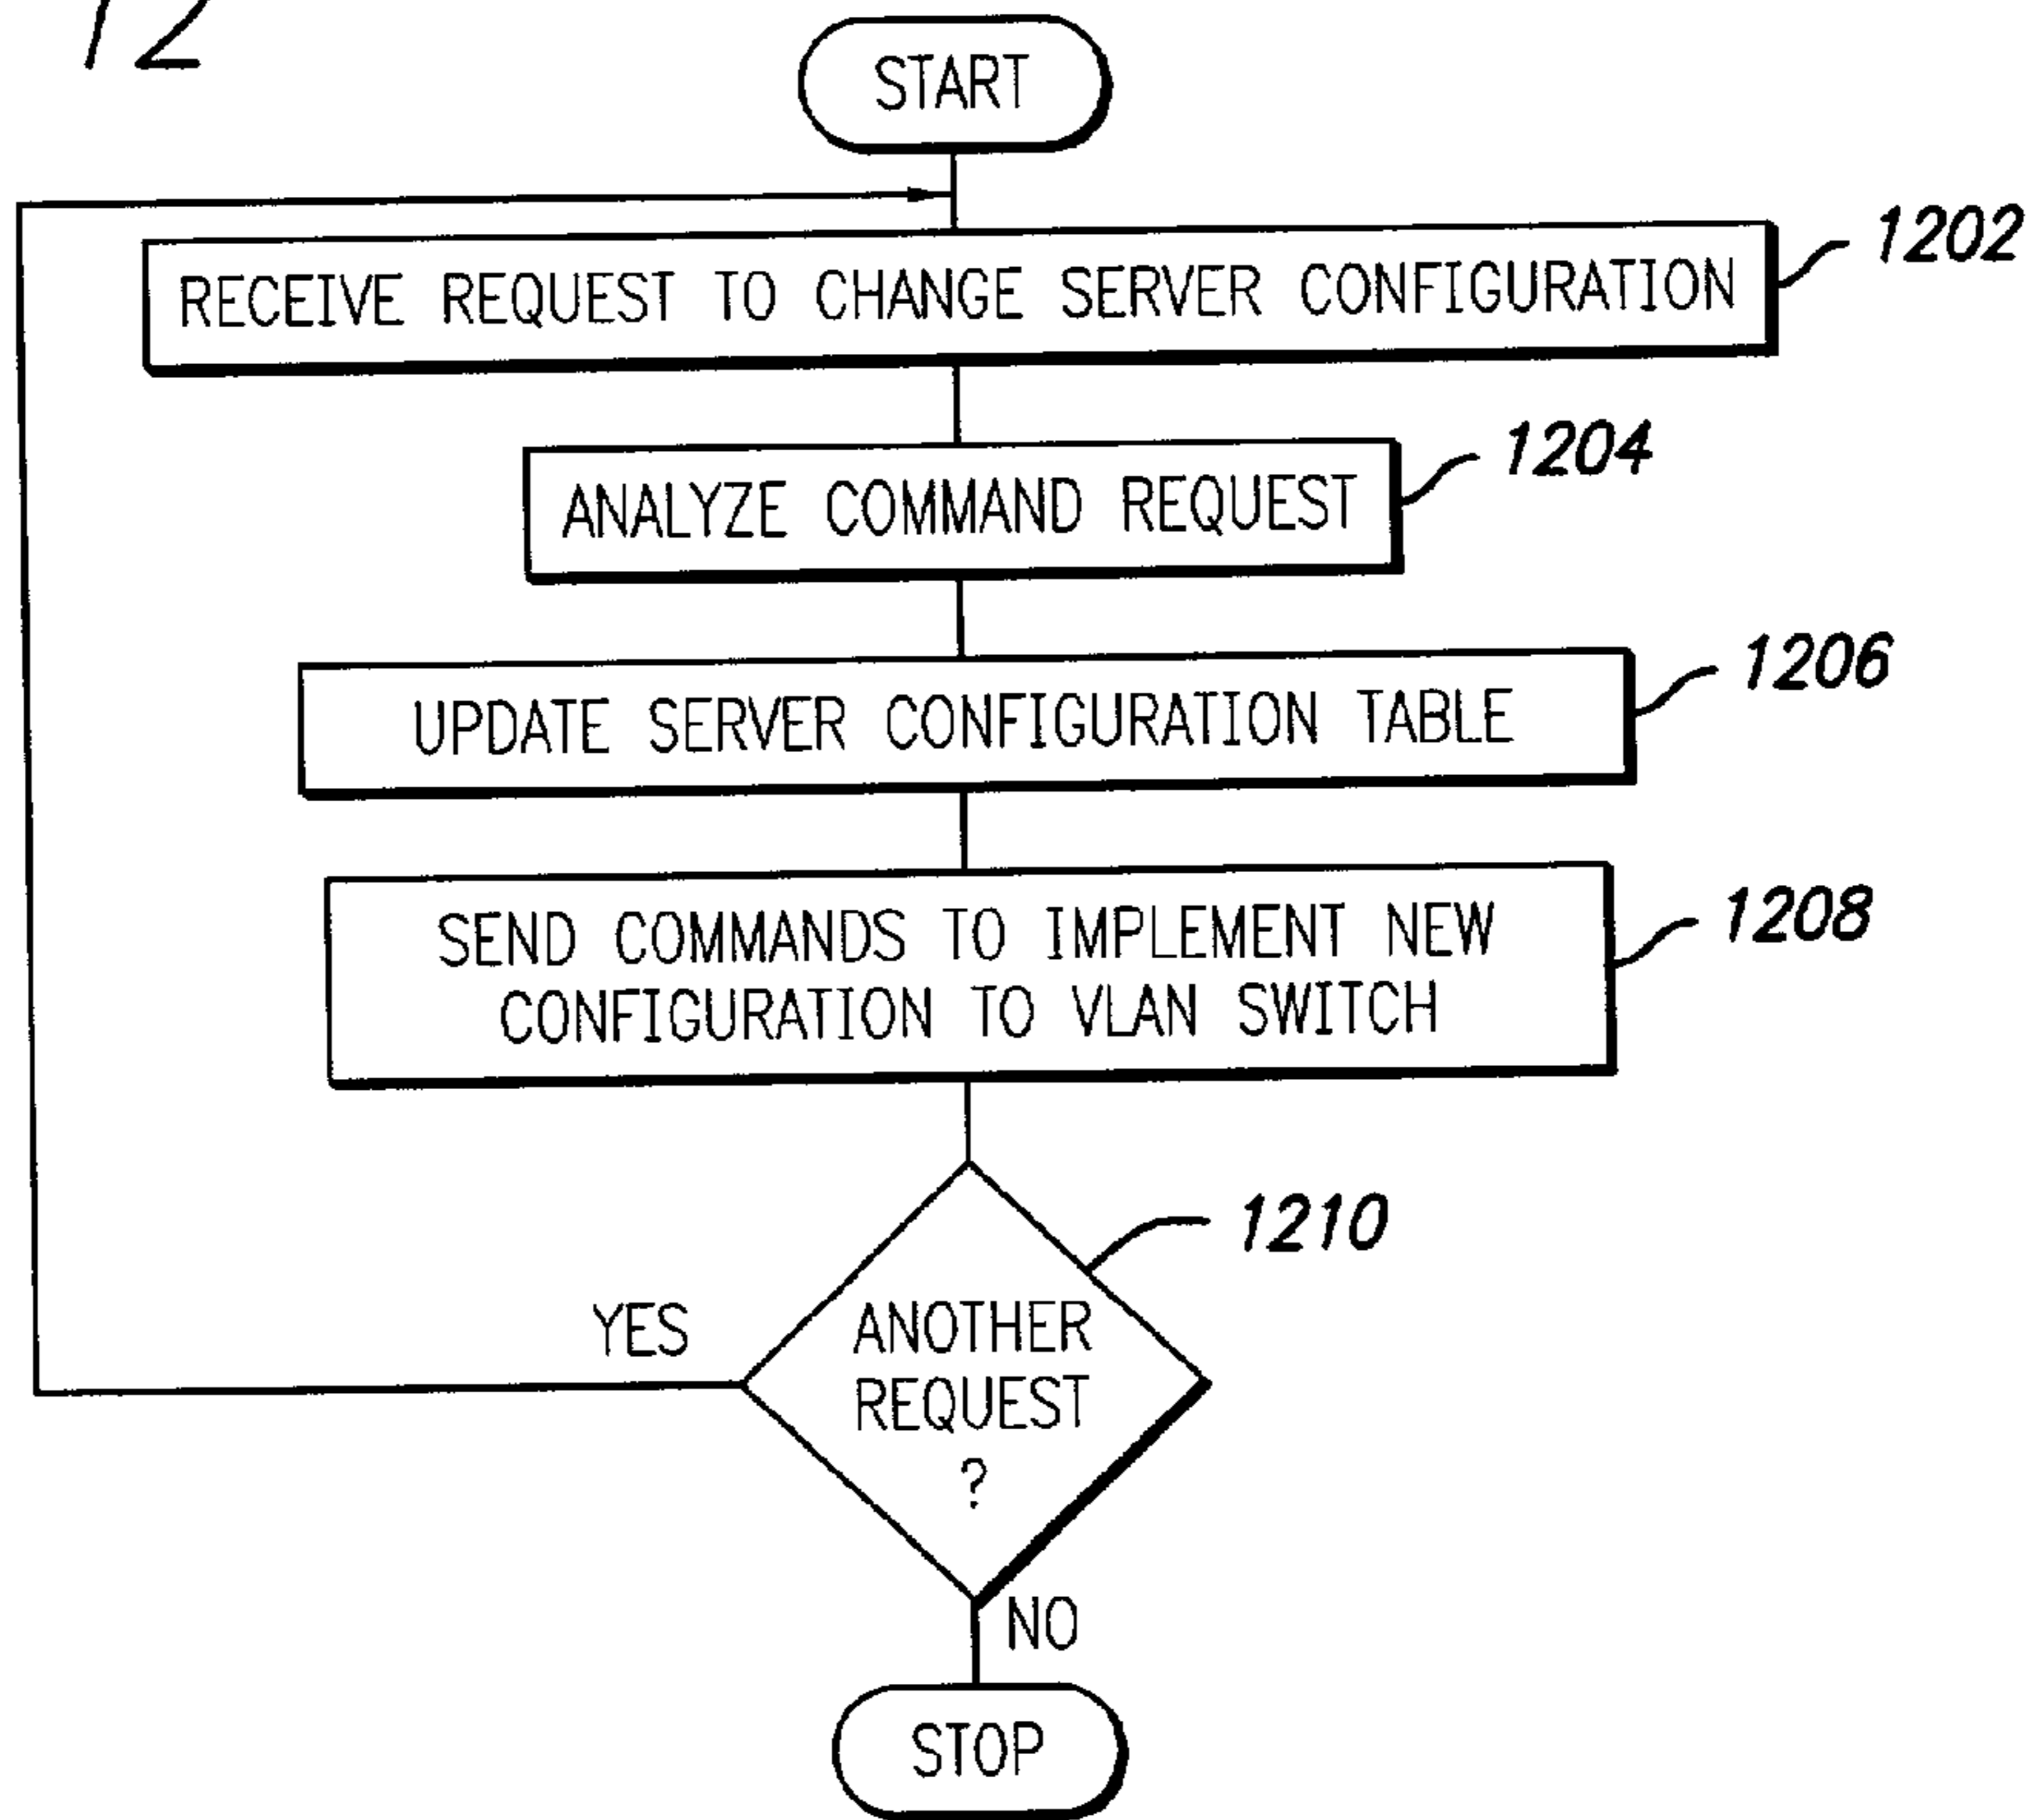 12
START
RECEIVE REQUEST TO CHANGE SERVER CONFIGURATION
1202
ANALYZE COMMAND REQUEST
1204
UPDATE SERVER CONFIGURATION TABLE
1206
SEND COMMANDS TO IMPLEMENT NEW
CONFIGURATION TO VLAN SWITCH
1208
1210
YES
ANOTHER
REQUEST
?
NO
STOP